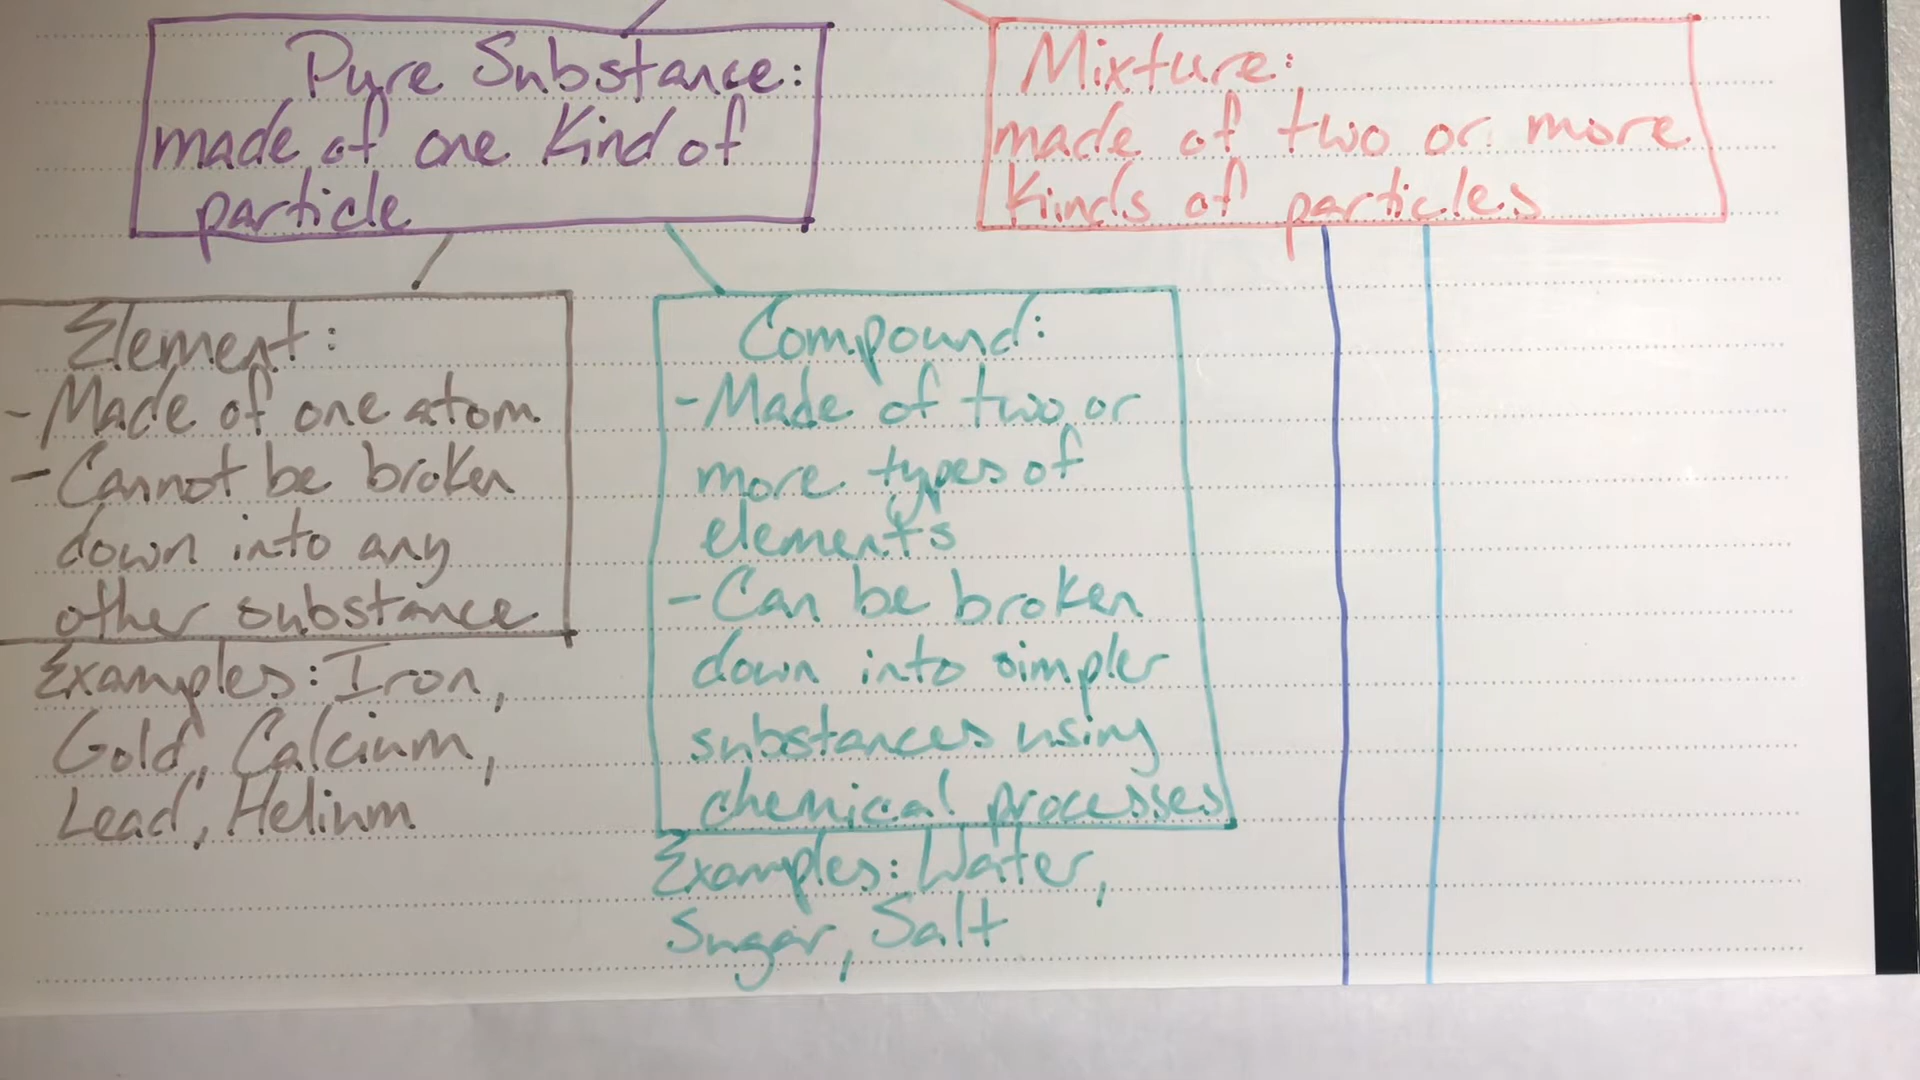 Pure Substance:
made of one kind of
particle
Mixture:
made of two or more
kinds of particles
Element:
- Made of one atom
- Cannot be broken
down into any
other substance
Examples: Iron,
Gold, Calcium,
Lead, Helium
Compound:
- Made of two or
more types of
elements
- Can be broken
down into simpler
substances using
chemical processes
Examples: Water,
Sugar, Salt